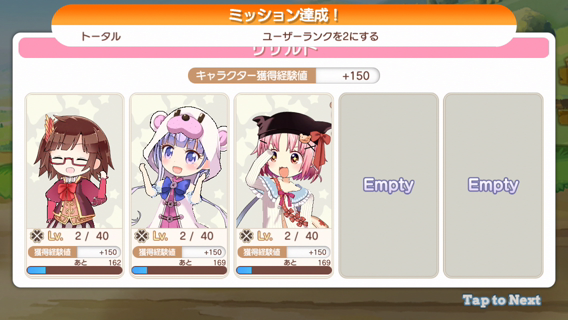 ミッション達成！
トータル ユーザーランクを2にする
リザルト
キャラクター獲得経験値 +150
Lv. 2 / 40
獲得経験値 +150
あと 162
Lv. 2 / 40
獲得経験値 +150
あと 169
Lv. 2 / 40
獲得経験値 +150
あと 169
Empty
Empty
Tap to Next